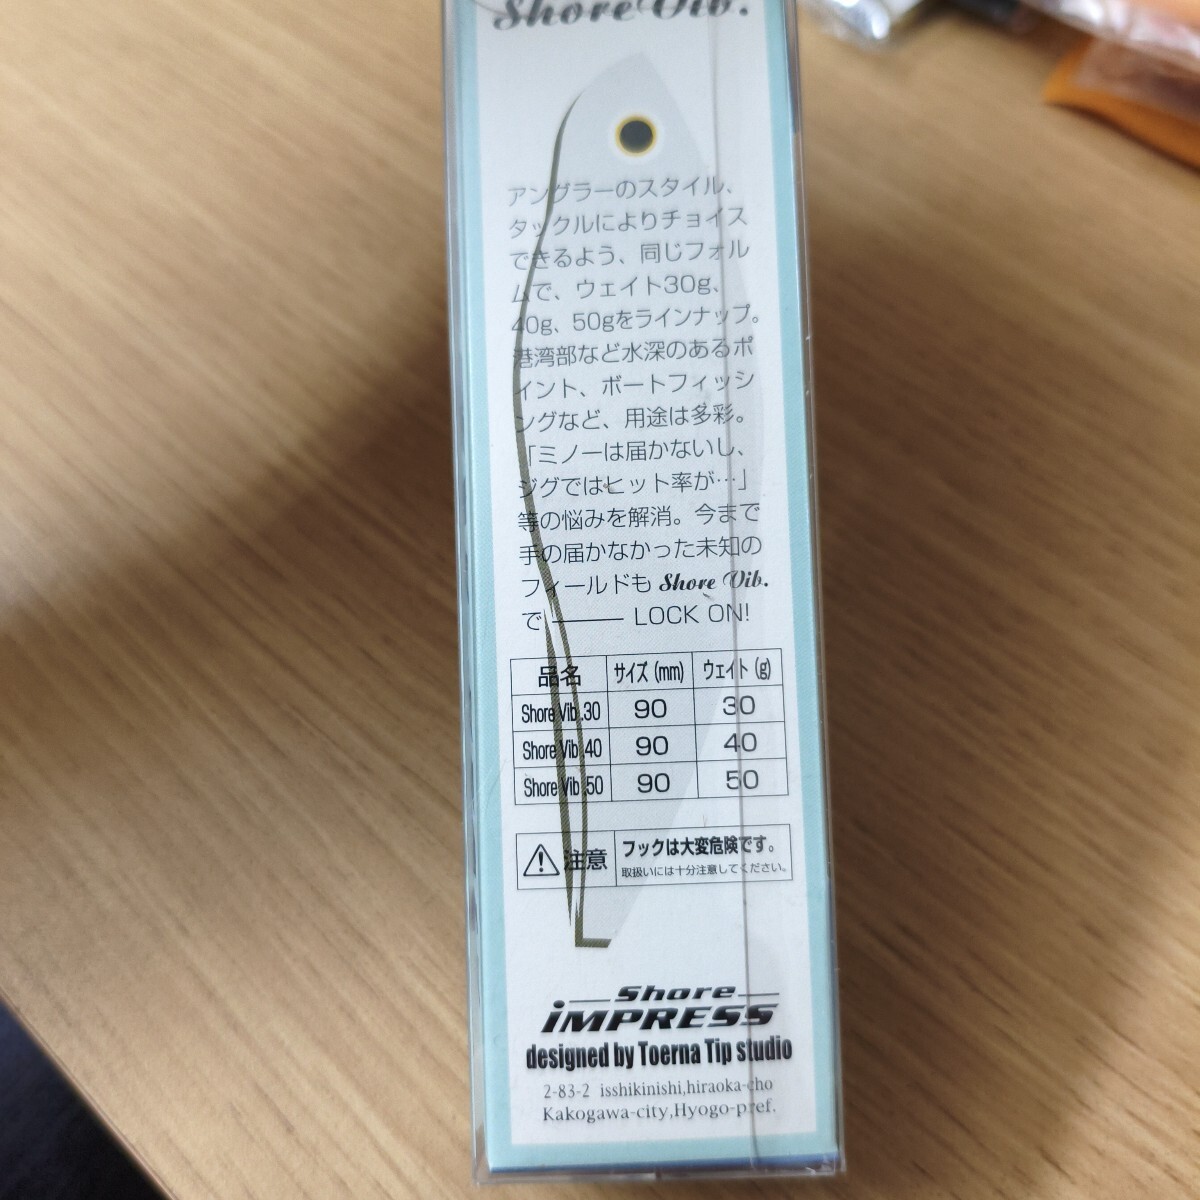 Shore Vib.
アングラーのスタイル、
タックルによりチョイス
できるよう、同じフォル
ムで、ウェイト30g、
40g、50gをラインナップ。
港湾部など水深のあるポ
イント、ボートフィッシ
ングなど、用途は多彩。
「ミノーは届かないし、
ジグではヒット率が…」
等の悩みを解消。今まで
手の届かなかった未知の
フィールドも Shore Vib.
で ――― LOCK ON!
品名 サイズ (mm) ウェイト (g)
Shore Vib.30 90 30
Shore Vib.40 90 40
Shore Vib.50 90 50
注意 フックは大変危険です。
取扱いには十分注意してください。
Shore
iMPRESS
designed by Toerna Tip studio
2-83-2 isshikinishi,hiraoka-cho
Kakogawa-city,Hyogo-pref.